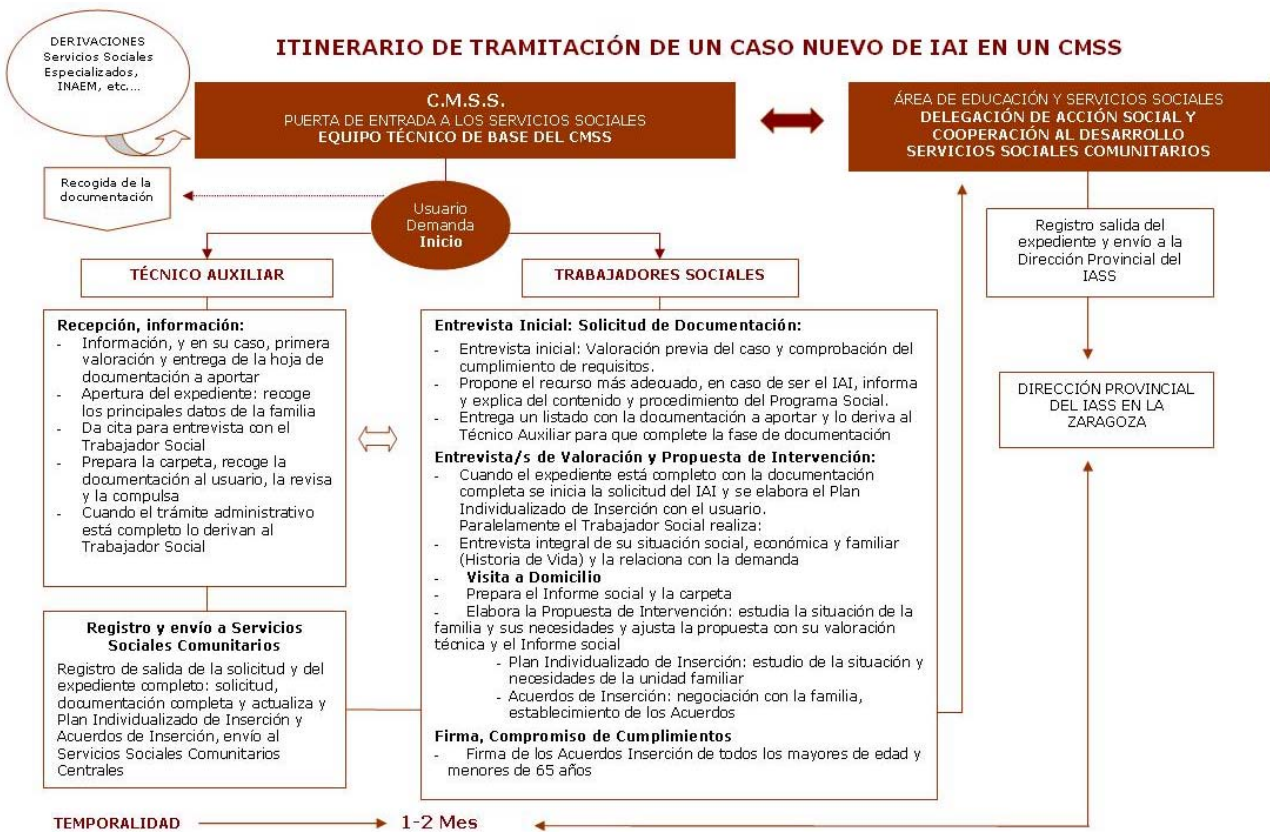 DERIVACIONES
Servicios Sociales
Especializados,
INAEM, etc....
ITINERARIO DE TRAMITACIÓN DE UN CASO NUEVO DE IAI EN UN CMSS
C.M.S.S.
PUERTA DE ENTRADA A LOS SERVICIOS SOCIALES
EQUIPO TÉCNICO DE BASE DEL CMSS
ÁREA DE EDUCACIÓN Y SERVICIOS SOCIALES
DELEGACIÓN DE ACCIÓN SOCIAL Y
COOPERACIÓN AL DESARROLLO
SERVICIOS SOCIALES COMUNITARIOS
Recogida de la
documentación
Usuario
Demanda
Inicio
Registro salida del
expediente y envío a la
Dirección Provincial del
IASS
TÉCNICO AUXILIAR
TRABAJADORES SOCIALES
Recepción, información:
- Información, y en su caso, primera
valoración y entrega de la hoja de
documentación a aportar
- Apertura del expediente: recoge
los principales datos de la familia
- Da cita para entrevista con el
Trabajador Social
- Prepara la carpeta, recoge la
documentación al usuario, la revisa
y la compulsa
- Cuando el trámite administrativo
está completo lo derivan al
Trabajador Social
Entrevista Inicial: Solicitud de Documentación:
- Entrevista inicial: Valoración previa del caso y comprobación del
cumplimiento de requisitos.
- Propone el recurso más adecuado, en caso de ser el IAI, informa
y explica del contenido y procedimiento del Programa Social.
- Entrega un listado con la documentación a aportar y lo deriva al
Técnico Auxiliar para que complete la fase de documentación
Entrevista/s de Valoración y Propuesta de Intervención:
- Cuando el expediente está completo con la documentación
completa se inicia la solicitud del IAI y se elabora el Plan
Individualizado de Inserción con el usuario.
Paralelamente el Trabajador Social realiza:
- Entrevista integral de su situación social, económica y familiar
(Historia de Vida) y la relaciona con la demanda
- Visita a Domicilio
- Prepara el Informe social y la carpeta
- Elabora la Propuesta de Intervención: estudia la situación de la
familia y sus necesidades y ajusta la propuesta con su valoración
técnica y el Informe social
- Plan Individualizado de Inserción: estudio de la situación y
necesidades de la unidad familiar
- Acuerdos de Inserción: negociación con la familia,
establecimiento de los Acuerdos
Firma, Compromiso de Cumplimientos
- Firma de los Acuerdos Inserción de todos los mayores de edad y
menores de 65 años
DIRECCIÓN PROVINCIAL
DEL IASS EN LA
ZARAGOZA
Registro y envío a Servicios
Sociales Comunitarios
Registro de salida de la solicitud y del
expediente completo: solicitud,
documentación completa y actualiza y
Plan Individualizado de Inserción y
Acuerdos de Inserción, envío al
Servicios Sociales Comunitarios
Centrales
TEMPORALIDAD
1-2 Mes